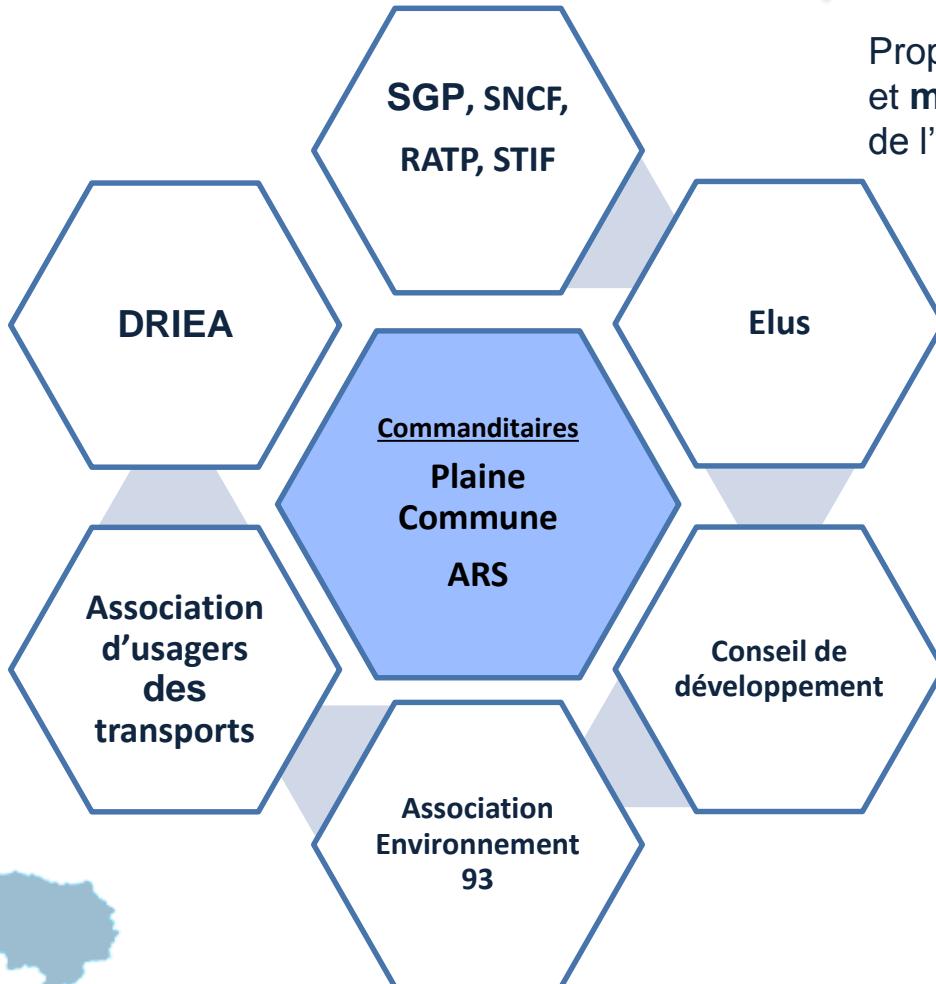 SGP, SNCF,
RATP, STIF
et
de l'
DRIEA
Elus
Commanditaires
Plaine
Commune
ARS
Association
d'usagers
des
transports
Conseil de
développement
Association
Environnement
93